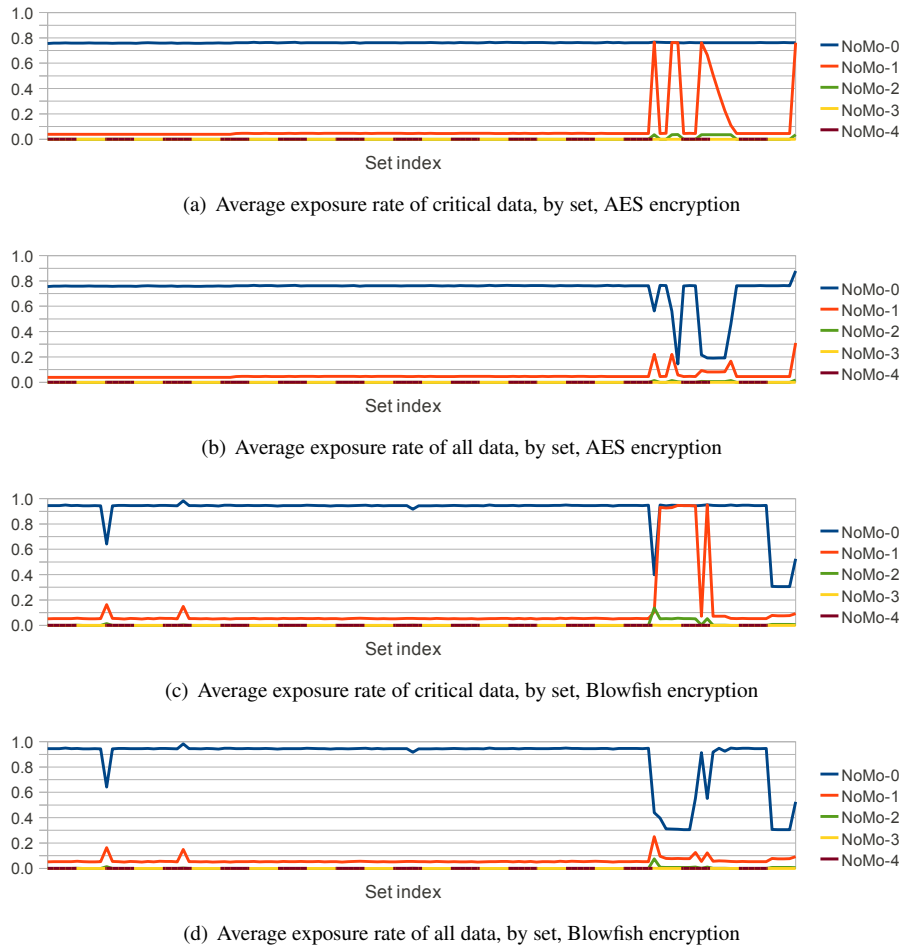 1.0
0.8
0.6
0.4
0.2
0.0
NoMo-0
NoMo-1
NoMo-2
NoMo-3
NoMo-4
Set index
(a) Average exposure rate of critical data, by set, AES encryption
1.0
0.8
0.6
0.4
0.2
0.0
NoMo-0
NoMo-1
NoMo-2
NoMo-3
NoMo-4
Set index
(b) Average exposure rate of all data, by set, AES encryption
1.0
0.8
0.6
0.4
0.2
0.0
NoMo-0
NoMo-1
NoMo-2
NoMo-3
NoMo-4
Set index
(c) Average exposure rate of critical data, by set, Blowfish encryption
1.0
0.8
0.6
0.4
0.2
0.0
NoMo-0
NoMo-1
NoMo-2
NoMo-3
NoMo-4
Set index
(d) Average exposure rate of all data, by set, Blowfish encryption